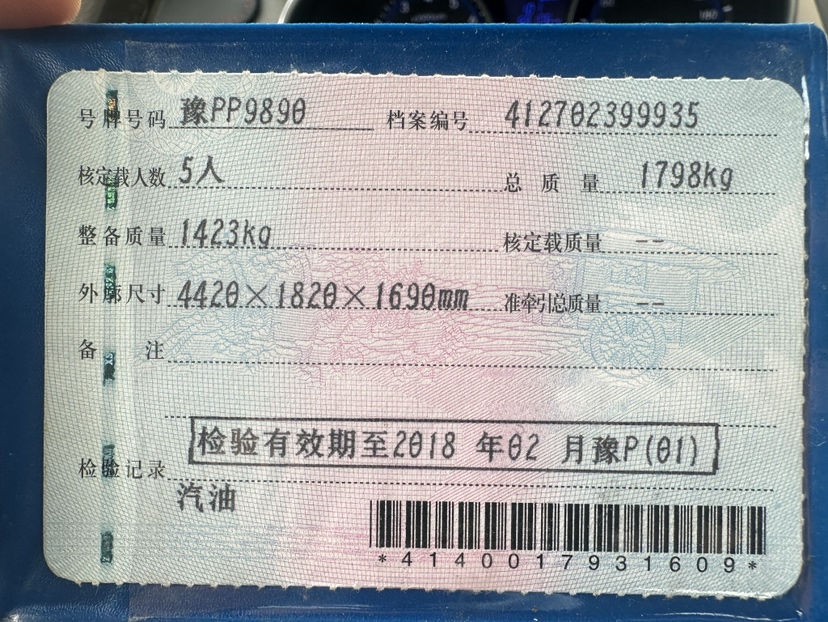 号牌号码 豫PP9890 档案编号 412702399935
核定载人数 5人 总质量 1798kg
整备质量 1423kg 核定载质量 --
外廓尺寸 4420×1820×1690mm 准牵引总质量 --
备注
检验有效期至2018 年02 月豫P(01)
检验记录
汽油
*4140017931609*